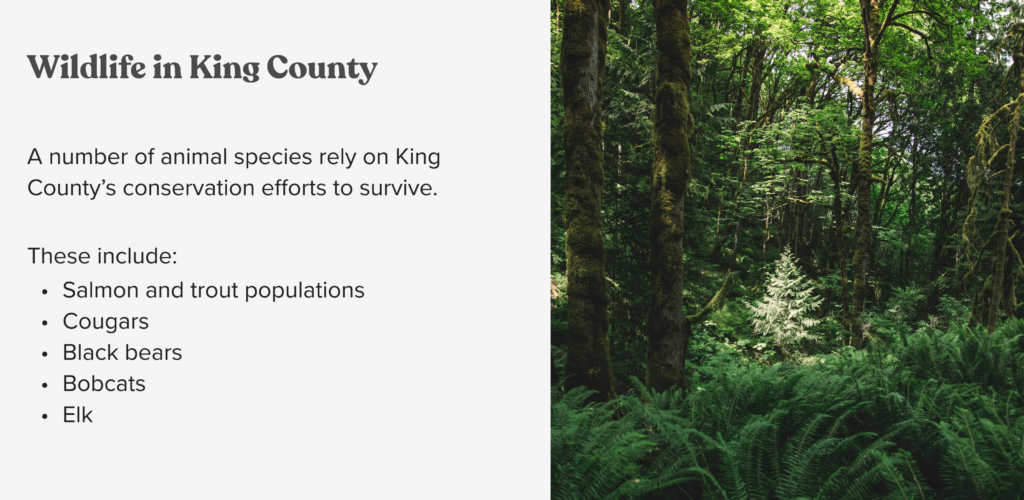 Wildlife in King County
A number of animal species rely on King
County’s conservation efforts to survive.
These include:
• Salmon and trout populations
• Cougars
• Black bears
• Bobcats
• Elk